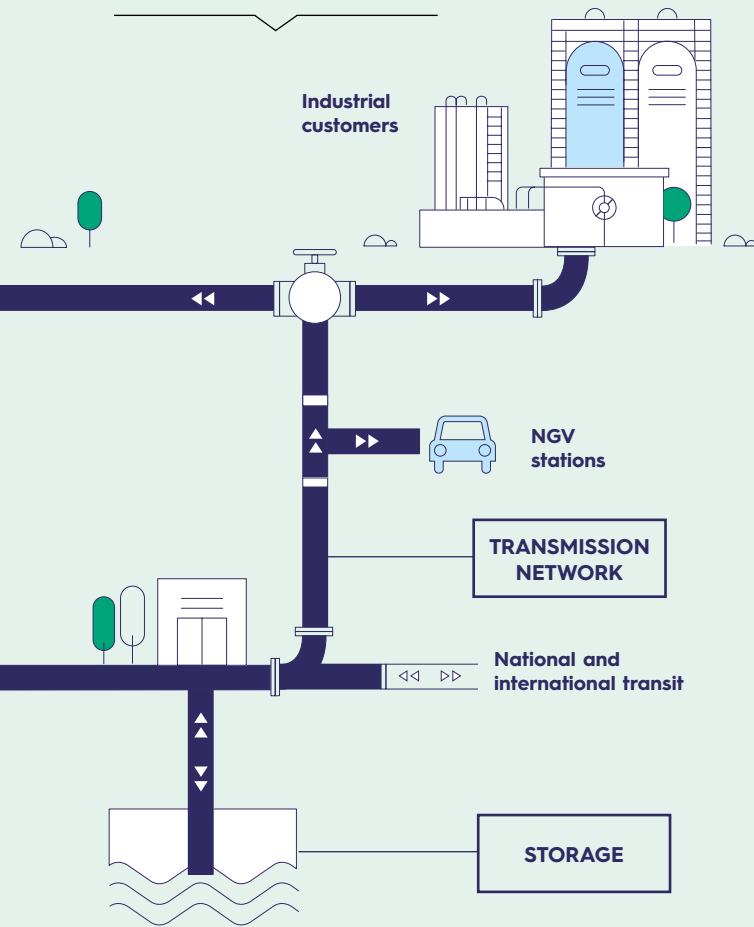 Industrial
customers
NGV
stations
TRANSMISSION
NETWORK
National and
international transit
STORAGE